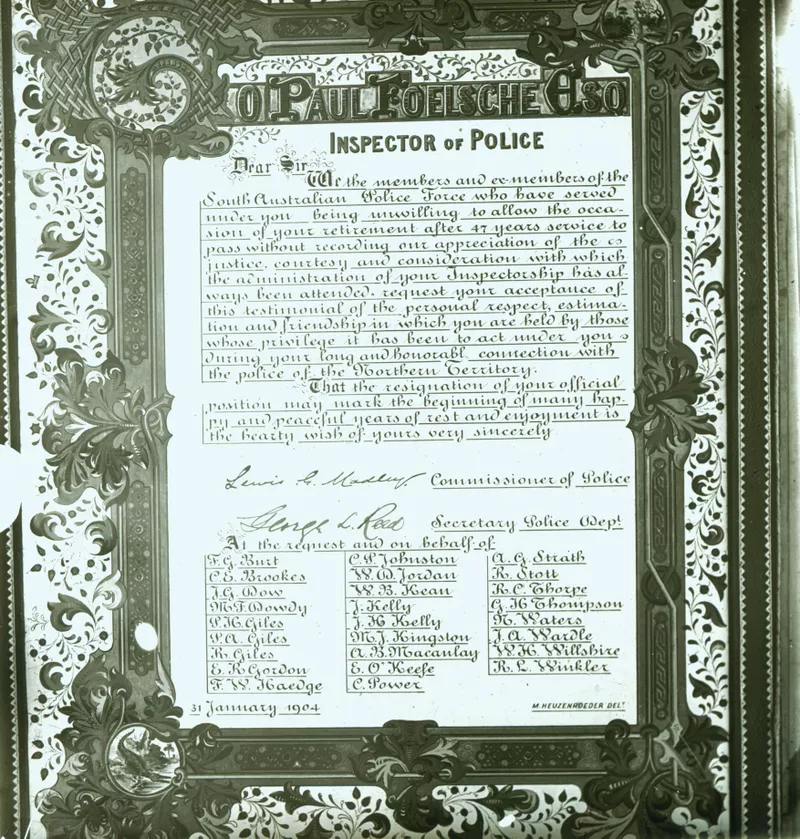 TO PAUL FOELSCHE ESQ
INSPECTOR OF POLICE
Dear Sir
We the members and ex-members of the
South Australian Police Force who have served
under you being unwilling to allow the occa-
sion of your retirement after 47 years service to
pass without recording our appreciation of the
justice, courtesy and consideration with which
the administration of your Inspectorship has al-
ways been attended, request your acceptance of
this testimonial of the personal respect, estima-
tion and friendship in which you are held by those
whose privilege it has been to act under you
during your long and honorable connection with
the police of the Northern Territory.
That the resignation of your official
position may mark the beginning of many hap-
py and peaceful years of rest and enjoyment is
the hearty wish of yours very sincerely
Lewis G. Madley Commissioner of Police
George L. Reed Secretary Police Dept.
At the request and on behalf of
F. G. Burt
C. E. Brookes
J. G. Dow
M. F. Dowdy
P. H. Giles
S. A. Giles
R. Giles
E. R. Gordon
F. W. Haedge
C. P. Johnston
W. D. Jordan
W. B. Kean
J. Kelly
J. H. Kelly
M. J. Kingston
A. B. Macaulay
E. O'Keefe
C. Power
A. G. Strath
R. Stott
R. C. Thorpe
G. H. Thompson
N. Waters
J. A. Wardle
W. H. Willshire
R. L. Winkler
31 January 1904
M. HEUZENROEDER DELT.